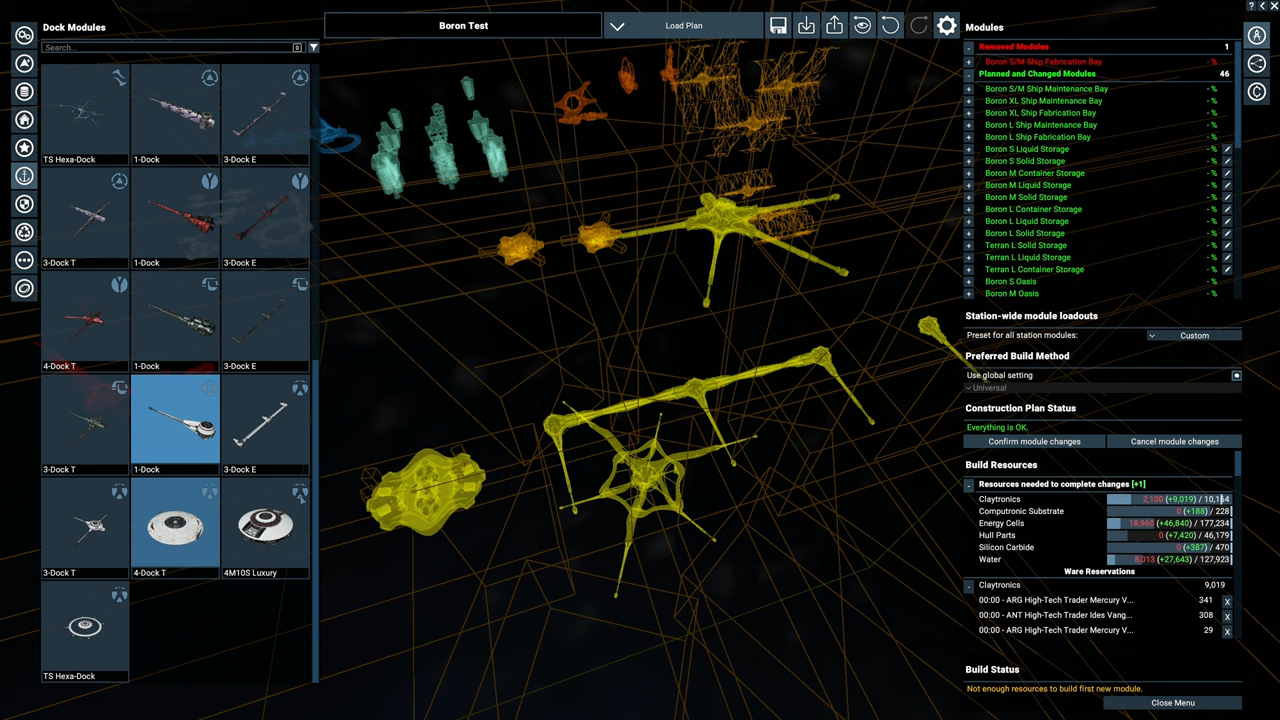 ? < ×
Dock Modules
Search...
TS Hexa-Dock
1-Dock
3-Dock E
3-Dock T
1-Dock
3-Dock E
4-Dock T
1-Dock
3-Dock E
3-Dock T
1-Dock
3-Dock E
3-Dock T
4-Dock T
4M10S Luxury
TS Hexa-Dock
Boron Test
Load Plan
Modules
- Removed Modules 1
+ Boron S/M Ship Fabrication Bay - %
- Planned and Changed Modules 46
+ Boron S/M Ship Maintenance Bay - %
+ Boron XL Ship Maintenance Bay - %
+ Boron XL Ship Fabrication Bay - %
+ Boron L Ship Maintenance Bay - %
+ Boron L Ship Fabrication Bay - %
+ Boron S Liquid Storage - %
+ Boron S Solid Storage - %
+ Boron M Container Storage - %
+ Boron M Liquid Storage - %
+ Boron M Solid Storage - %
+ Boron L Container Storage - %
+ Boron L Liquid Storage - %
+ Boron L Solid Storage - %
+ Terran L Solid Storage - %
+ Terran L Liquid Storage - %
+ Terran L Container Storage - %
+ Boron S Oasis - %
+ Boron M Oasis - %
Station-wide module loadouts
Preset for all station modules: Custom
Preferred Build Method
Use global setting
Universal
Construction Plan Status
Everything is OK.
Confirm module changes Cancel module changes
Build Resources
- Resources needed to complete changes [+1]
Claytronics 2,100 (+9,019) / 10,164
Computronic Substrate 0 (+188) / 228
Energy Cells 18,960 (+46,840) / 177,234
Hull Parts 0 (+7,420) / 46,179
Silicon Carbide 0 (+387) / 470
Water 8,013 (+27,643) / 127,923
Ware Reservations
- Claytronics 9,019
00:00 - ARG High-Tech Trader Mercury V... 341 X
00:00 - ANT High-Tech Trader Ides Vang... 308 X
00:00 - ARG High-Tech Trader Mercury V... 29 X
Build Status
Not enough resources to build first new module.
Close Menu